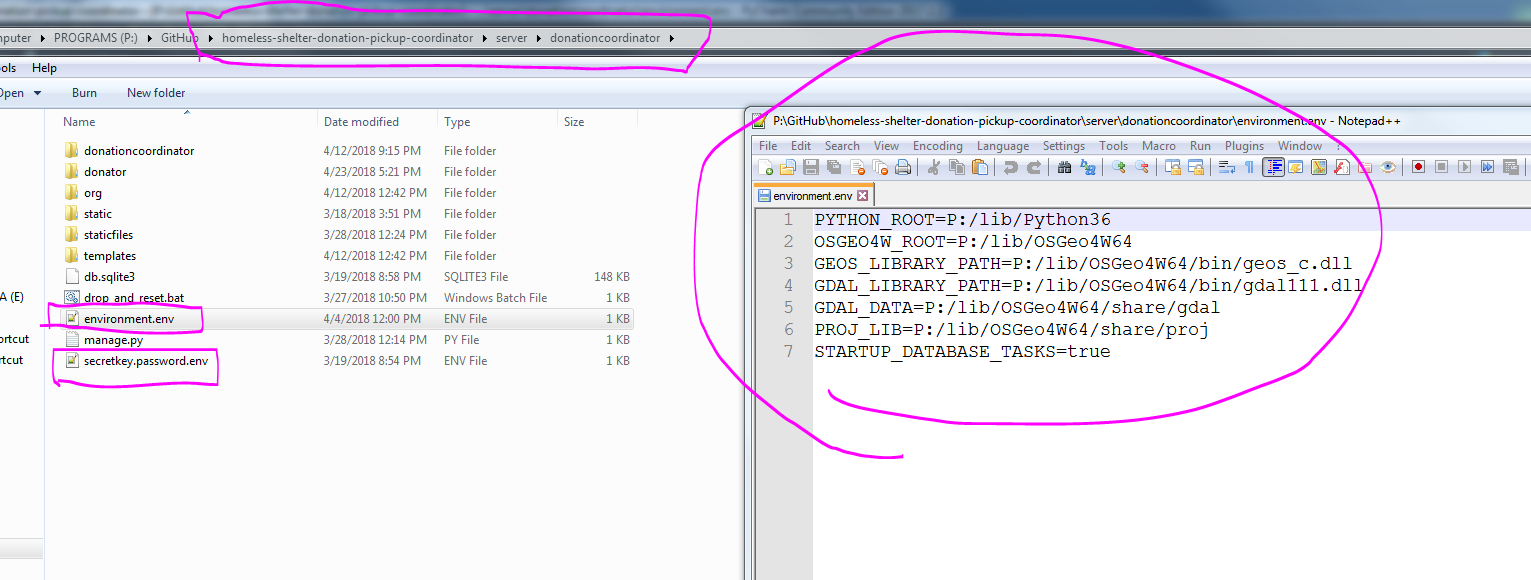 mputer ▸ PROGRAMS (P:) ▸ GitHub ▸ homeless-shelter-donation-pickup-coordinator ▸ server ▸ donationcoordinator ▸
ols Help
Open Burn New folder
Name Date modified Type Size
donationcoordinator 4/12/2018 9:15 PM File folder
donator 4/23/2018 5:21 PM File folder
org 4/12/2018 12:42 PM File folder
static 3/18/2018 3:51 PM File folder
staticfiles 3/28/2018 12:24 PM File folder
templates 4/12/2018 12:42 PM File folder
db.sqlite3 3/19/2018 8:58 PM SQLITE3 File 148 KB
A (E) drop_and_reset.bat 3/27/2018 10:50 PM Windows Batch File 1 KB
environment.env 4/4/2018 12:00 PM ENV File 1 KB
ortcut manage.py 3/28/2018 12:14 PM PY File 1 KB
rtcut secretkey.password.env 3/19/2018 8:54 PM ENV File 1 KB
P:\GitHub\homeless-shelter-donation-pickup-coordinator\server\donationcoordinator\environment.env - Notepad++
File Edit Search View Encoding Language Settings Tools Macro Run Plugins Window ?
environment.env
1 PYTHON_ROOT=P:/lib/Python36
2 OSGEO4W_ROOT=P:/lib/OSGeo4W64
3 GEOS_LIBRARY_PATH=P:/lib/OSGeo4W64/bin/geos_c.dll
4 GDAL_LIBRARY_PATH=P:/lib/OSGeo4W64/bin/gdal111.dll
5 GDAL_DATA=P:/lib/OSGeo4W64/share/gdal
6 PROJ_LIB=P:/lib/OSGeo4W64/share/proj
7 STARTUP_DATABASE_TASKS=true